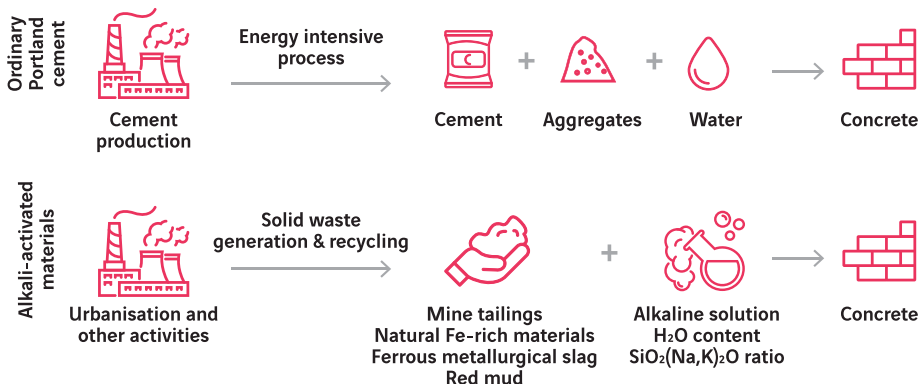 Ordinary
Portland
cement
Energy intensive
process
+
+
Cement
production
Cement
Aggregates
Water
Concrete
Alkali-activated
materials
Solid waste
generation & recycling
+
Urbanisation and
other activities
Mine tailings
Natural Fe-rich materials
Ferrous metallurgical slag
Red mud
Alkaline solution
H₂O content
SiO₂(Na,K)₂O ratio
Concrete